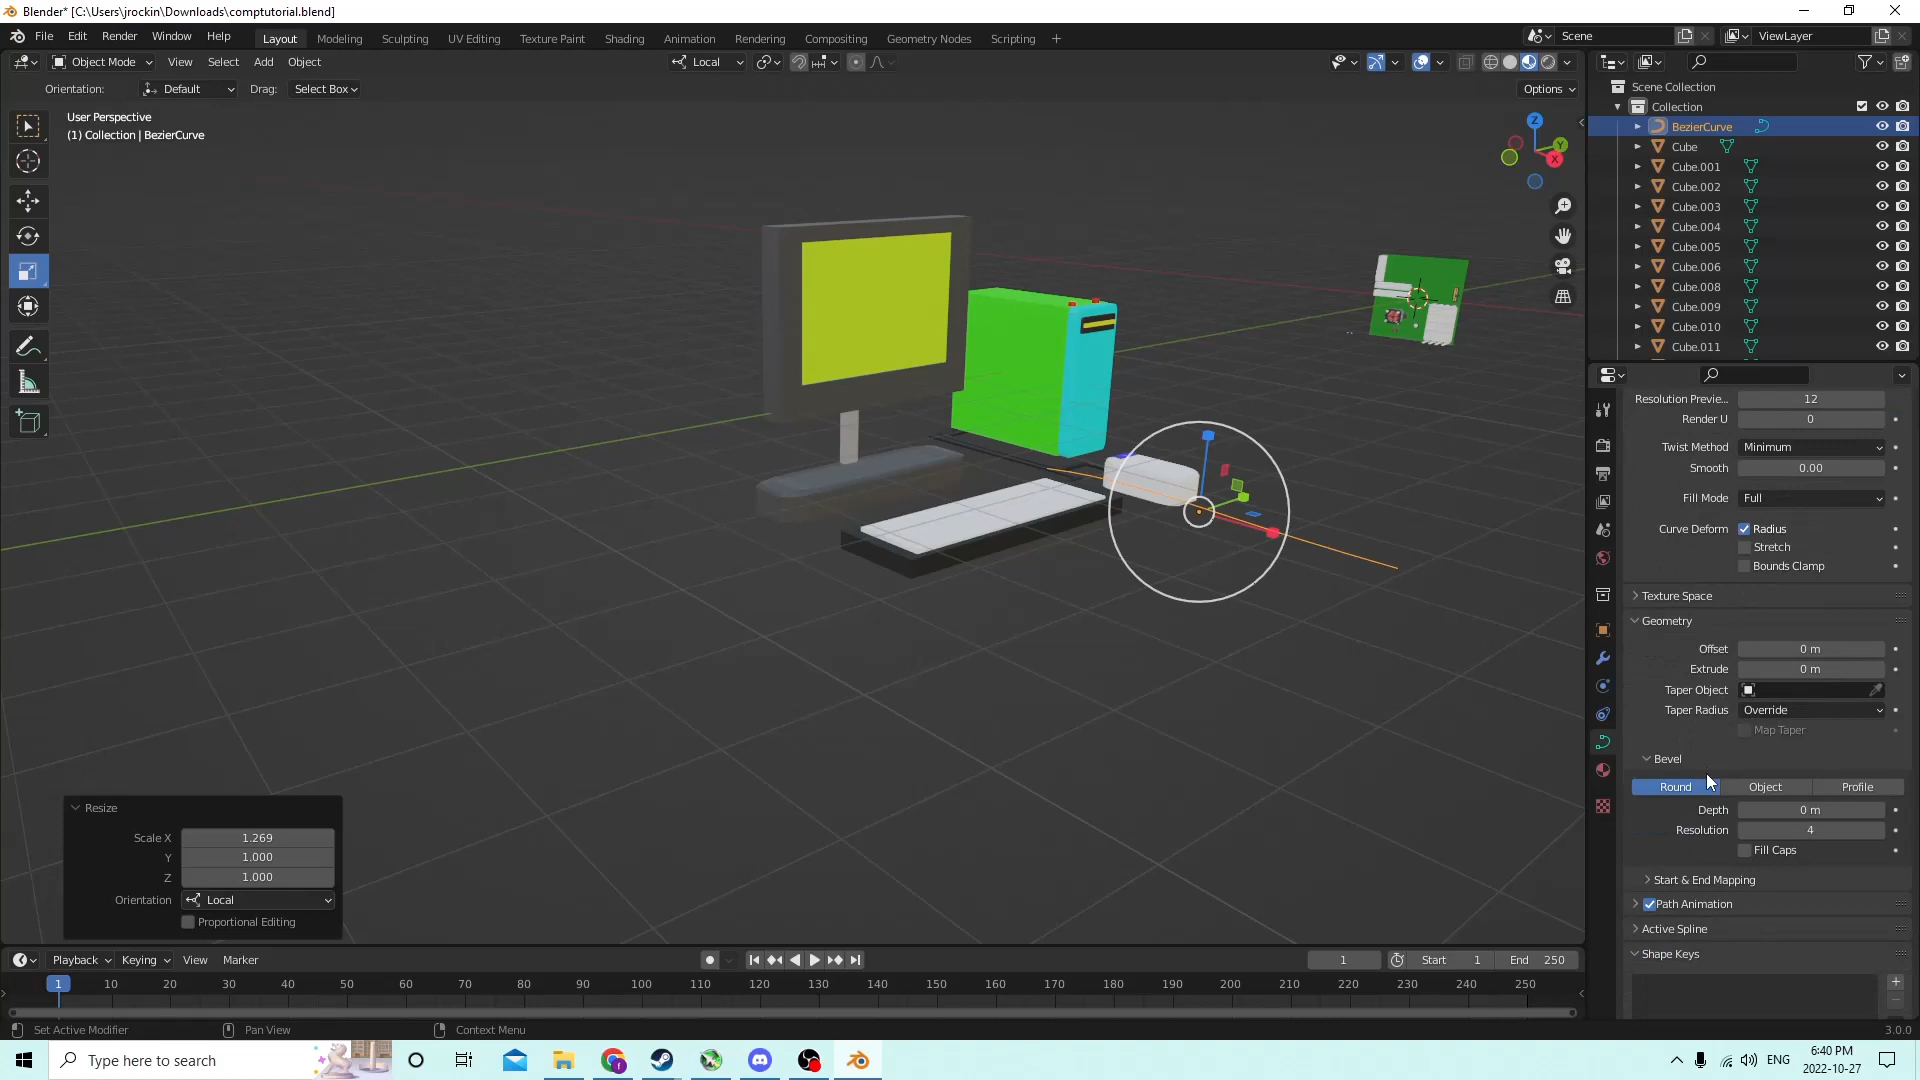 Blender* [C:\Users\jrockin\Downloads\comptutorial.blend]
File Edit Render Window Help Layout Modeling Sculpting UV Editing Texture Paint Shading Animation Rendering Compositing Geometry Nodes Scripting Scene ViewLayer
Object Mode View Select Add Object Local
Orientation: Default Drag: Select Box Options
User Perspective
(1) Collection | BezierCurve
Z
Y
X
Scene Collection
Collection
BezierCurve
Cube
Cube.001
Cube.002
Cube.003
Cube.004
Cube.005
Cube.006
Cube.008
Cube.009
Cube.010
Cube.011
Resolution Previe... 12
Render U 0
Twist Method Minimum
Smooth 0.00
Fill Mode Full
Curve Deform Radius
Stretch
Bounds Clamp
Texture Space
Geometry
Offset 0 m
Extrude 0 m
Taper Object
Taper Radius Override
Map Taper
Bevel
Round Object Profile
Depth 0 m
Resolution 4
Fill Caps
Start & End Mapping
Path Animation
Active Spline
Shape Keys
Resize
Scale X 1.269
Y 1.000
Z 1.000
Orientation Local
Proportional Editing
Playback Keying View Marker 1 Start 1 End 250
1 10 20 30 40 50 60 70 80 90 100 110 120 130 140 150 160 170 180 190 200 210 220 230 240 250
Set Active Modifier Pan View Context Menu 3.0.0
Type here to search ENG 6:40 PM
2022-10-27